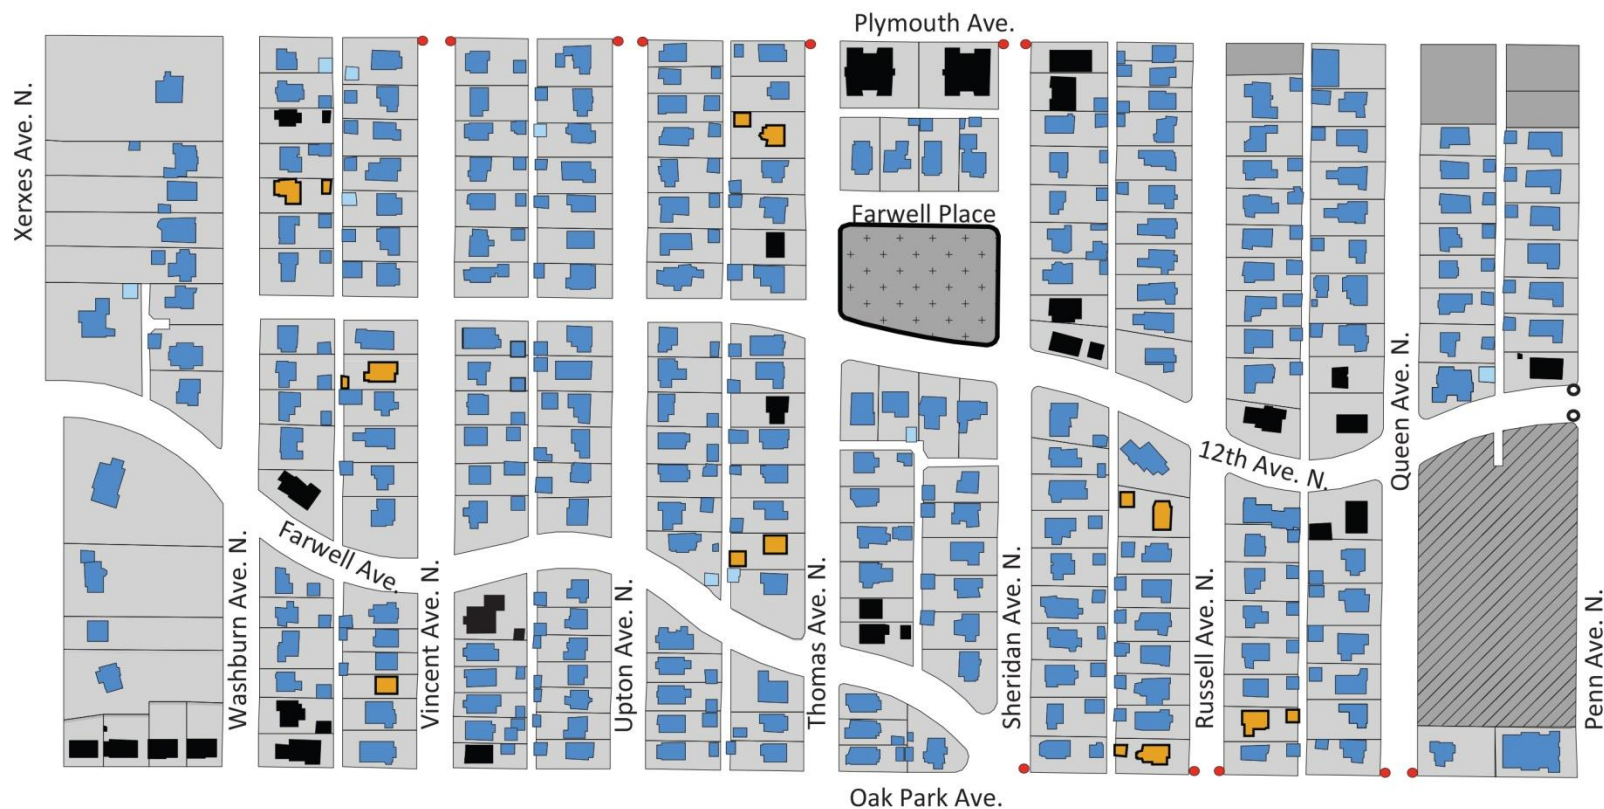 Plymouth Ave.
Xerxes Ave. N.
Farwell Place
12th Ave. N.
Queen Ave. N.
Farwell Ave.
Washburn Ave. N.
Vincent Ave. N.
Upton Ave. N.
Thomas Ave. N.
Sheridan Ave. N.
Russell Ave. N.
Penn Ave. N.
Oak Park Ave.